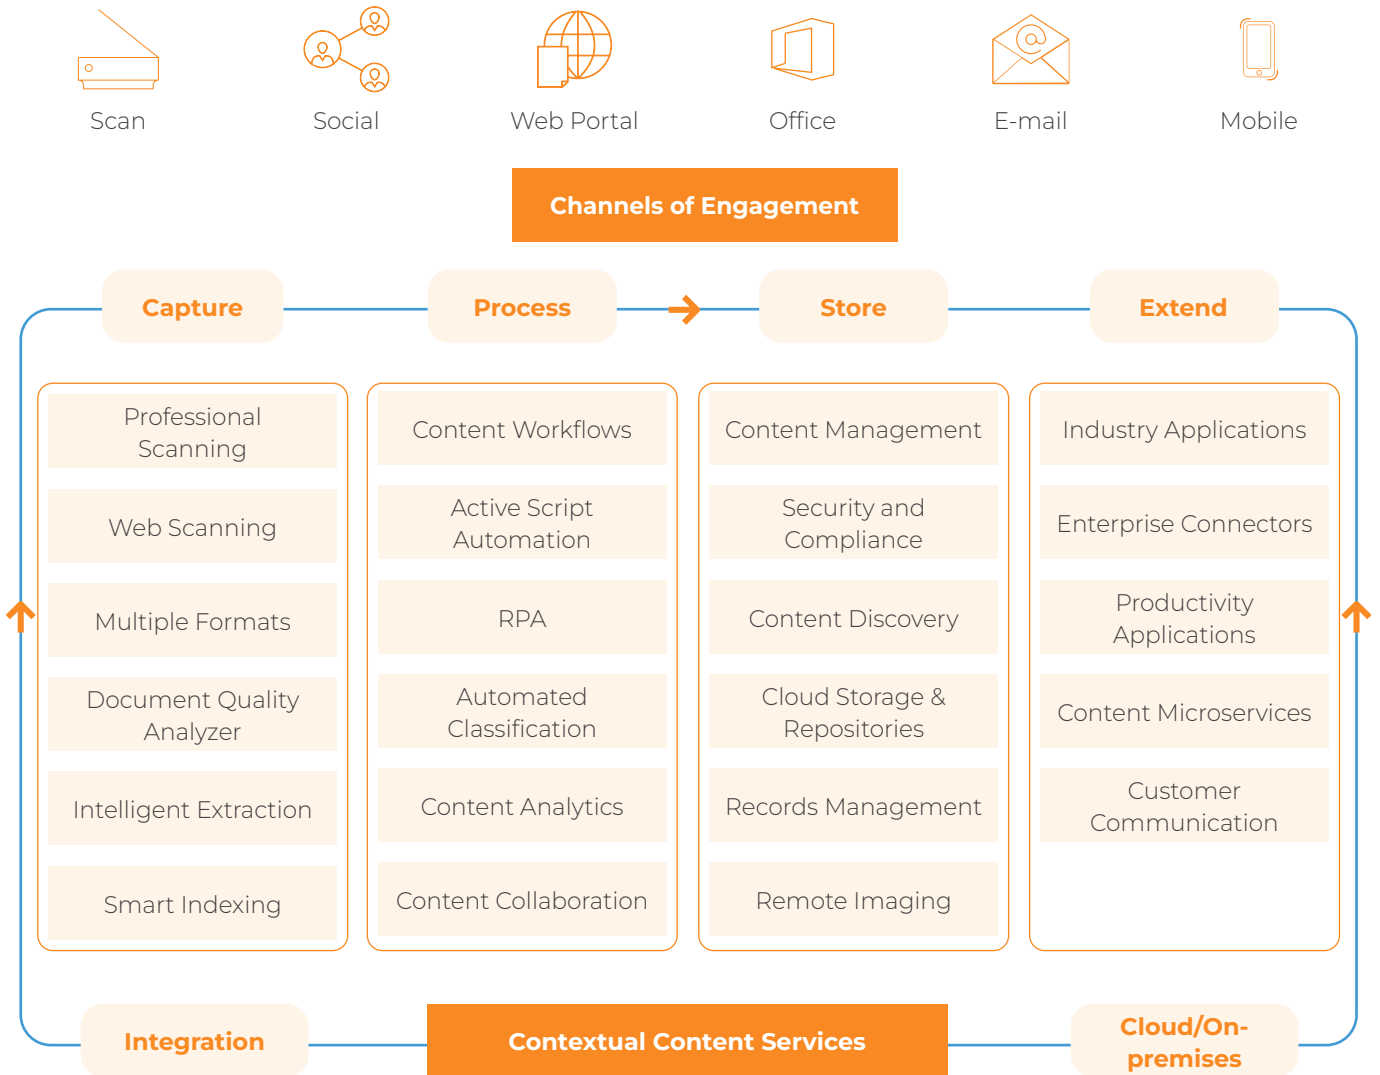 Scan
Social
Web Portal
Office
E-mail
Mobile
Channels of Engagement
Capture
Process
Store
Extend
Professional
Scanning
Web Scanning
Multiple Formats
Document Quality
Analyzer
Intelligent Extraction
Smart Indexing
Content Workflows
Active Script
Automation
RPA
Automated
Classification
Content Analytics
Content Collaboration
Content Management
Security and
Compliance
Content Discovery
Cloud Storage &
Repositories
Records Management
Remote Imaging
Industry Applications
Enterprise Connectors
Productivity
Applications
Content Microservices
Customer
Communication
Integration
Contextual Content Services
Cloud/On-
premises